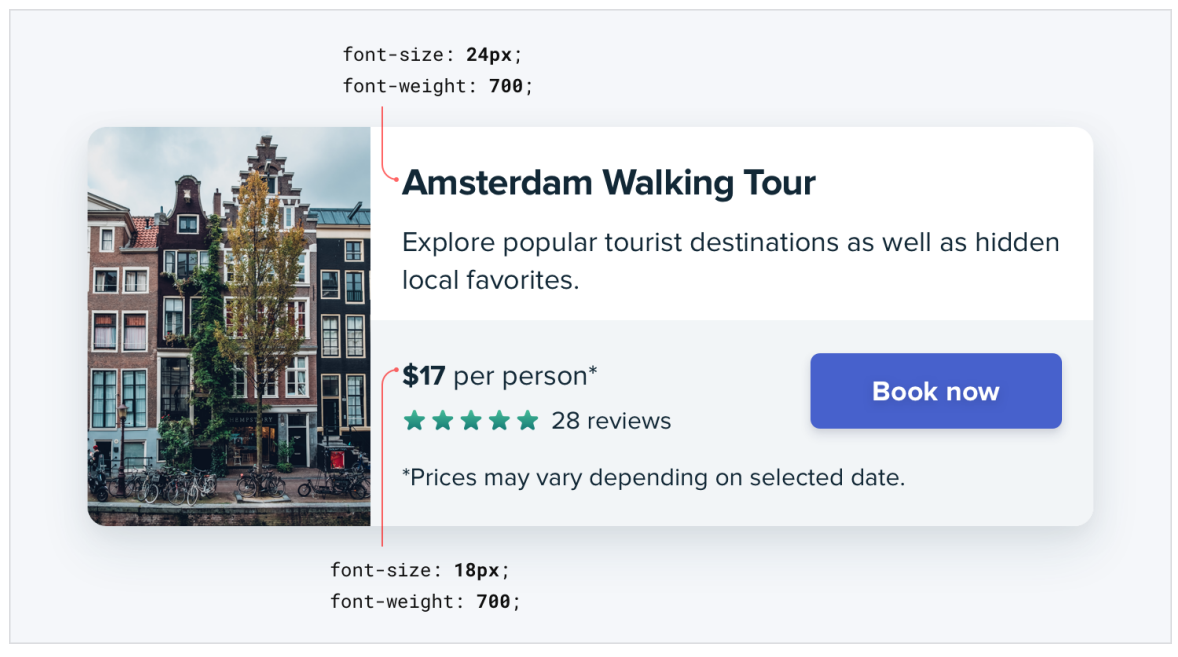 font-size: 24px;
font-weight: 700;
Amsterdam Walking Tour
Explore popular tourist destinations as well as hidden
local favorites.
$17 per person*
28 reviews
Book now
*Prices may vary depending on selected date.
font-size: 18px;
font-weight: 700;